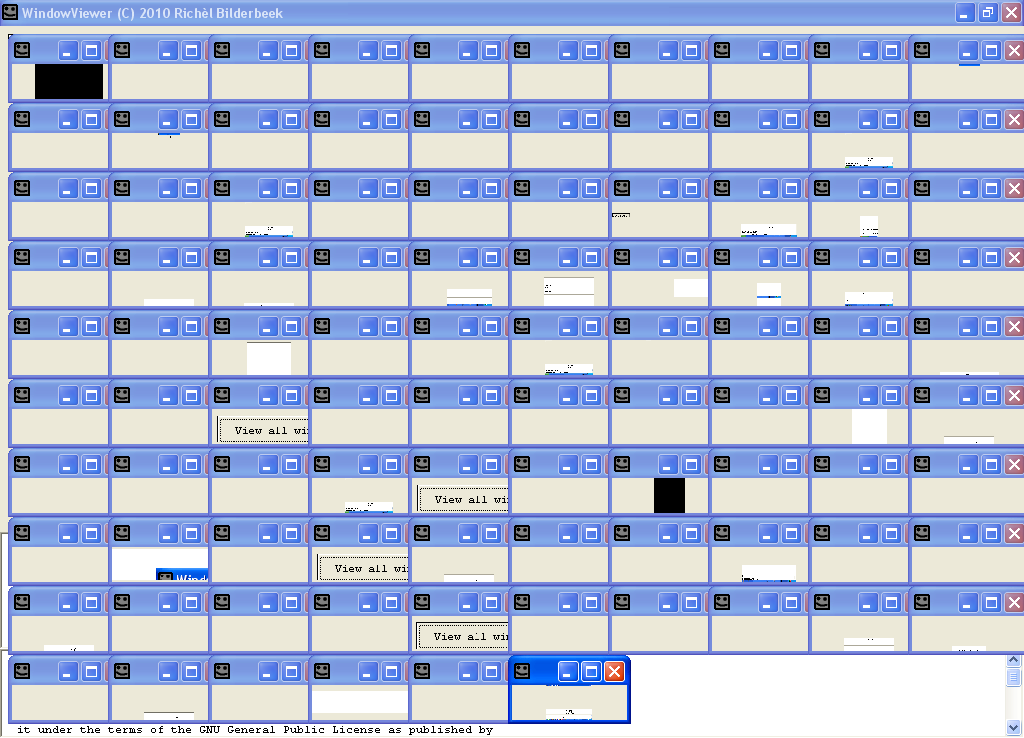 WindowViewer (C) 2010 Richèl Bilderbeek
View all wi
View all wi
View all wi
Wind
View all wi
it under the terms of the GNU General Public License as published by